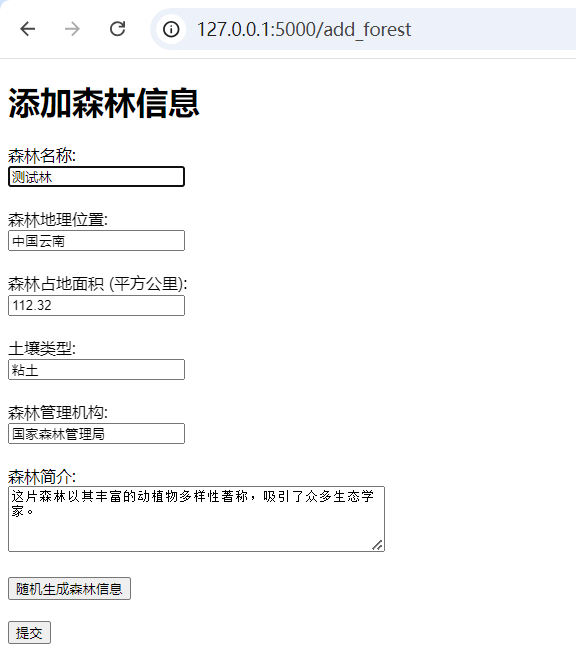 127.0.0.1:5000/add_forest
添加森林信息
森林名称:
测试林
森林地理位置:
中国云南
森林占地面积 (平方公里):
112.32
土壤类型:
粘土
森林管理机构:
国家森林管理局
森林简介:
这片森林以其丰富的动植物多样性著称，吸引了众多生态学
家。
随机生成森林信息
提交